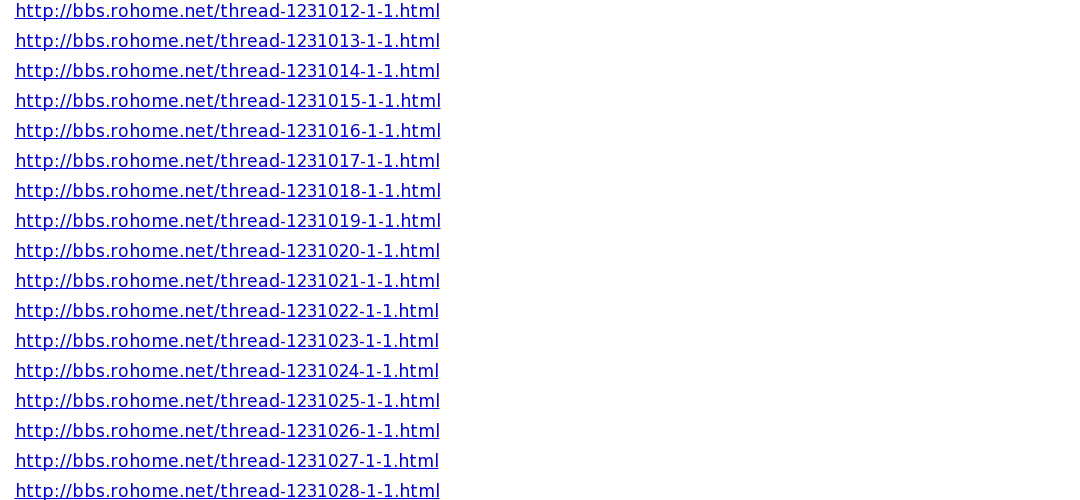 http://bbs.rohome.net/thread-1231012-1-1.html
http://bbs.rohome.net/thread-1231013-1-1.html
http://bbs.rohome.net/thread-1231014-1-1.html
http://bbs.rohome.net/thread-1231015-1-1.html
http://bbs.rohome.net/thread-1231016-1-1.html
http://bbs.rohome.net/thread-1231017-1-1.html
http://bbs.rohome.net/thread-1231018-1-1.html
http://bbs.rohome.net/thread-1231019-1-1.html
http://bbs.rohome.net/thread-1231020-1-1.html
http://bbs.rohome.net/thread-1231021-1-1.html
http://bbs.rohome.net/thread-1231022-1-1.html
http://bbs.rohome.net/thread-1231023-1-1.html
http://bbs.rohome.net/thread-1231024-1-1.html
http://bbs.rohome.net/thread-1231025-1-1.html
http://bbs.rohome.net/thread-1231026-1-1.html
http://bbs.rohome.net/thread-1231027-1-1.html
http://bbs.rohome.net/thread-1231028-1-1.html